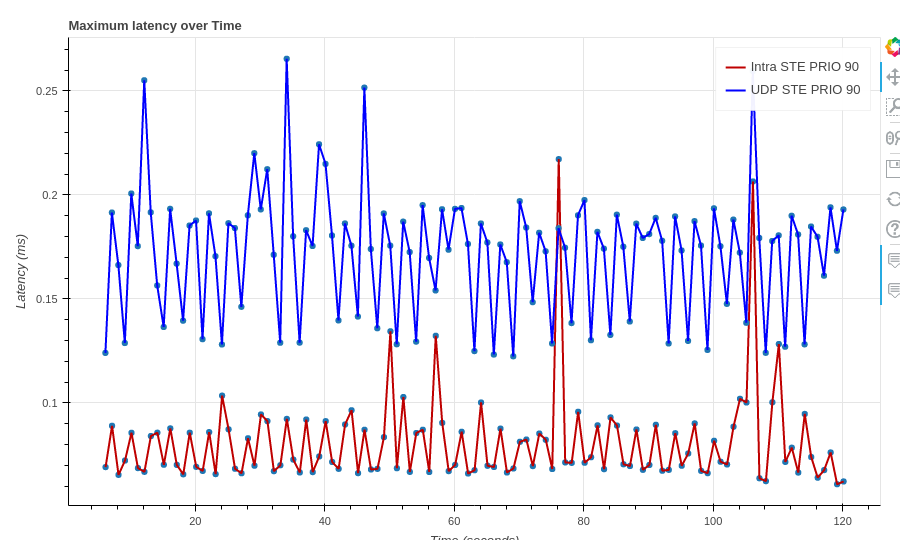 Maximum latency over Time
Intra STE PRIO 90
UDP STE PRIO 90
0.25
0.2
0.15
0.1
Latency (ms)
20
40
60
80
100
120
Time (seconds)